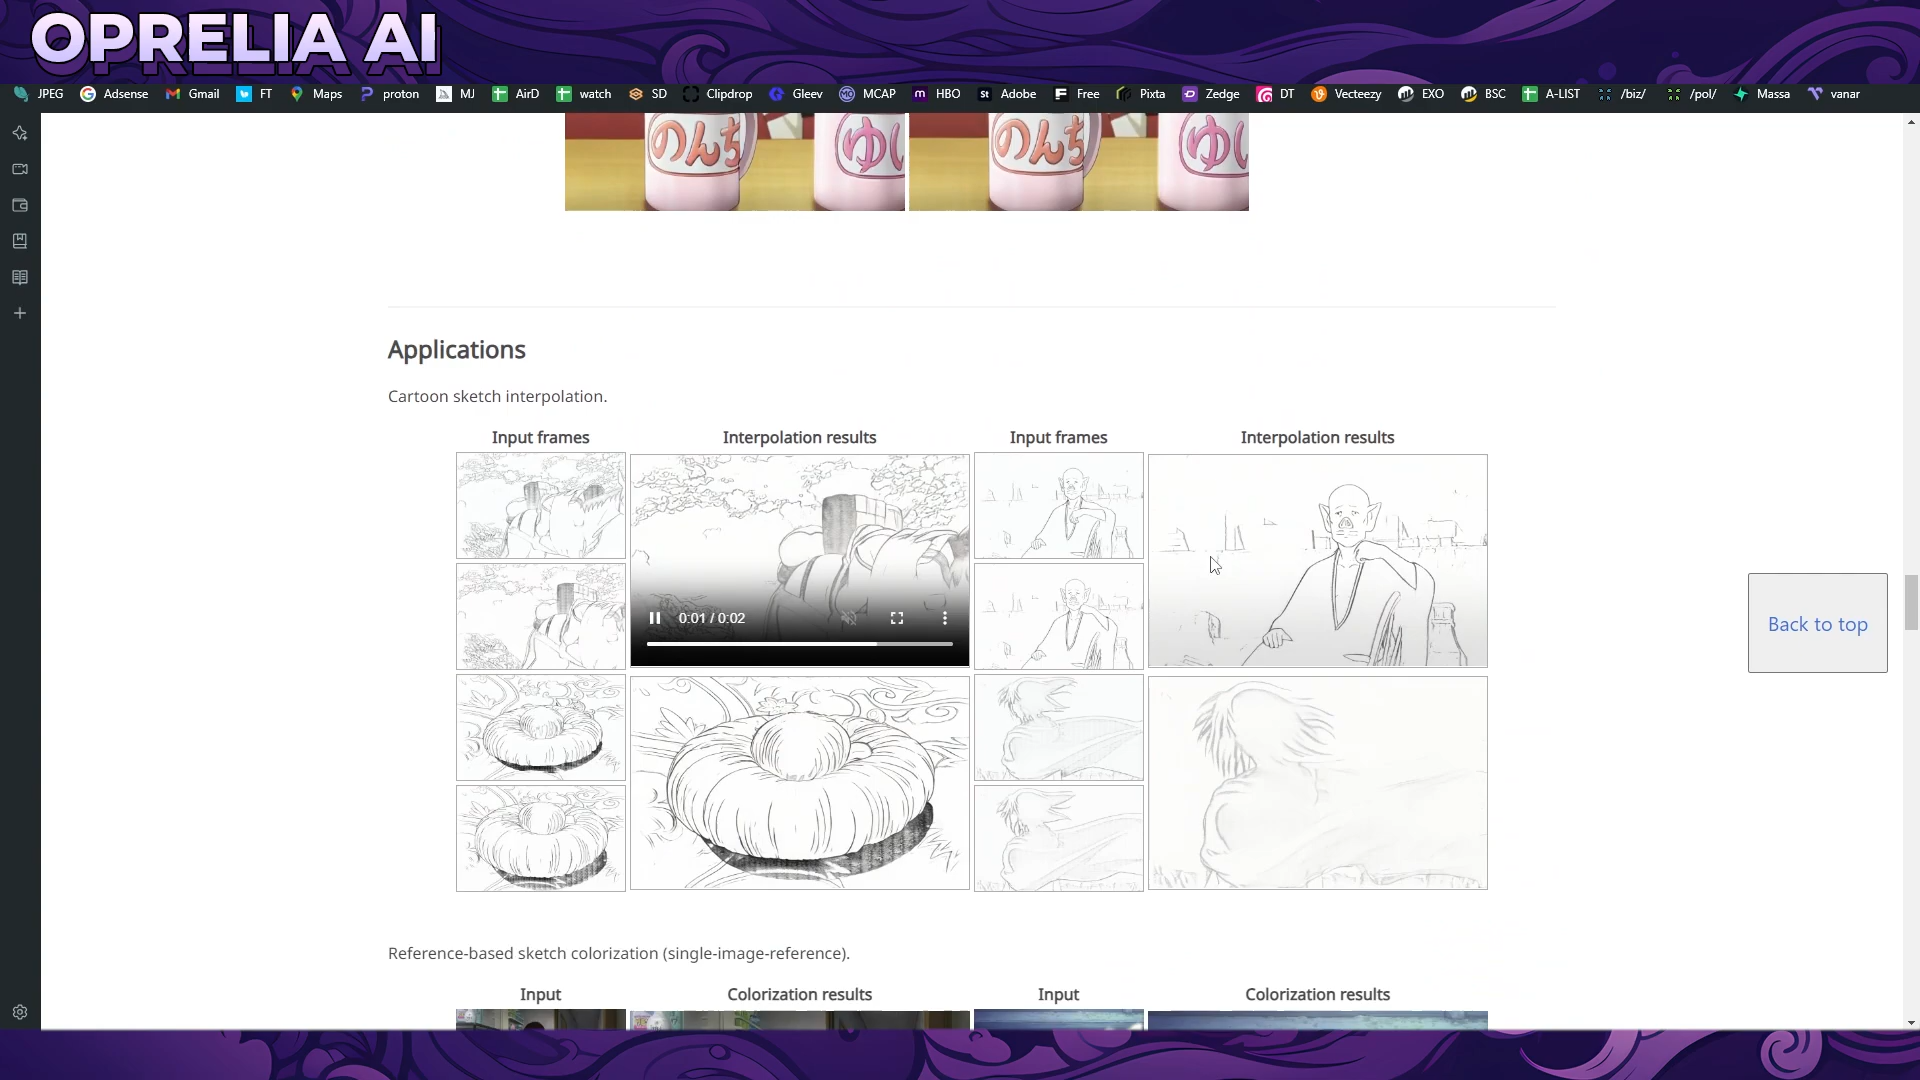 OPRELIA AI
JPEG Adsense Gmail FT Maps proton MJ AirD watch SD Clipdrop Gleev MCAP HBO Adobe Free Pixta Zedge DT Vecteezy EXO BSC A-LIST /biz/ /pol/ Massa vanar
のんち ゆし のんち ゆ
Applications
Cartoon sketch interpolation.
Input frames Interpolation results Input frames Interpolation results
0:01 / 0:02
Back to top
Reference-based sketch colorization (single-image-reference).
Input Colorization results Input Colorization results